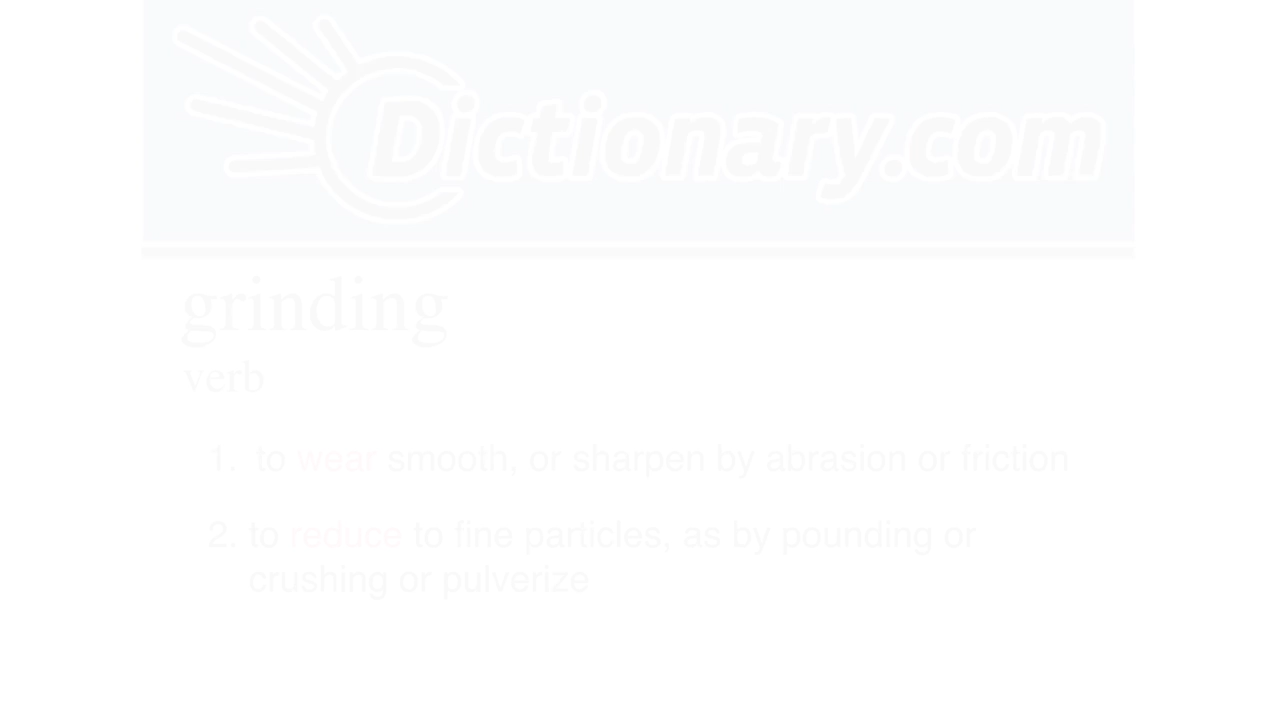 Dictionary.com
grinding
verb
1. to wear smooth, or sharpen by abrasion or friction
2. to reduce to fine particles, as by pounding or
crushing or pulverize